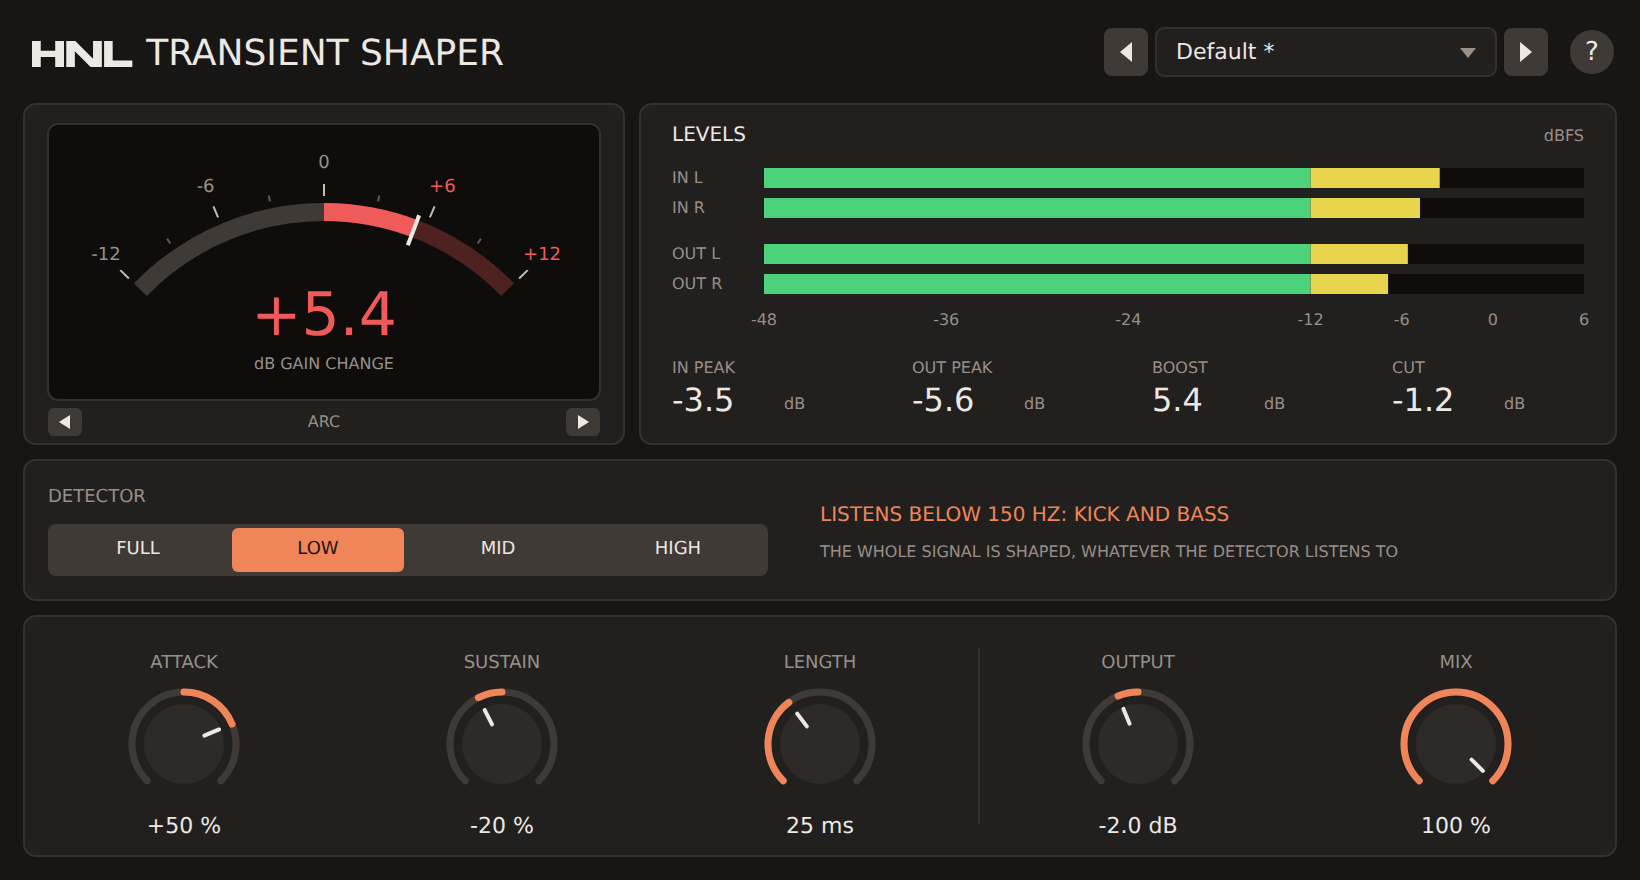 HNL TRANSIENT SHAPER
Default *
?
LEVELS
dBFS
0
-6
+6
-12
+12
+5.4
dB GAIN CHANGE
ARC
IN L
IN R
OUT L
OUT R
-48 -36 -24 -12 -6 0 6
IN PEAK
-3.5 dB
OUT PEAK
-5.6 dB
BOOST
5.4 dB
CUT
-1.2 dB
DETECTOR
FULL LOW MID HIGH
LISTENS BELOW 150 HZ: KICK AND BASS
THE WHOLE SIGNAL IS SHAPED, WHATEVER THE DETECTOR LISTENS TO
ATTACK SUSTAIN LENGTH OUTPUT MIX
+50 % -20 % 25 ms -2.0 dB 100 %